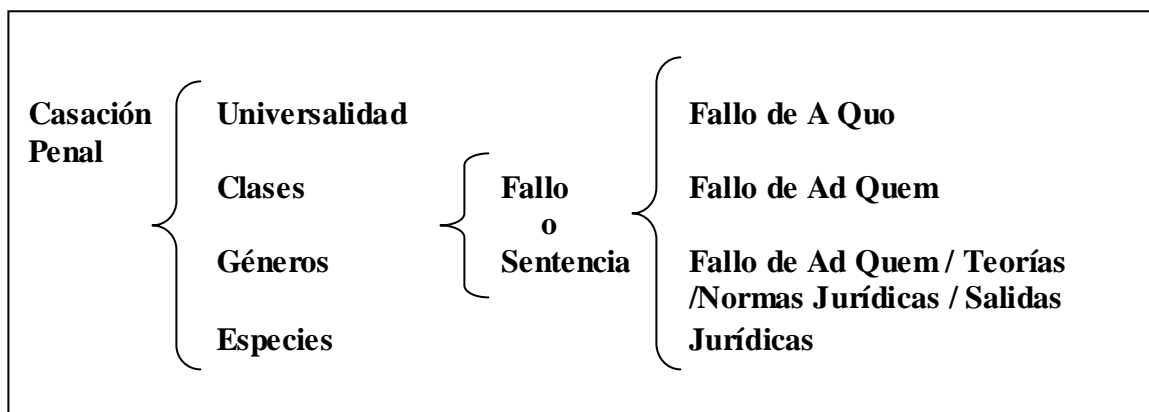 Casación
Penal
Universalidad
Clases
Géneros
Especies
Fallo
o
Sentencia
Fallo de A Quo
Fallo de Ad Quem
Fallo de Ad Quem / Teorías
/Normas Jurídicas / Salidas
Jurídicas